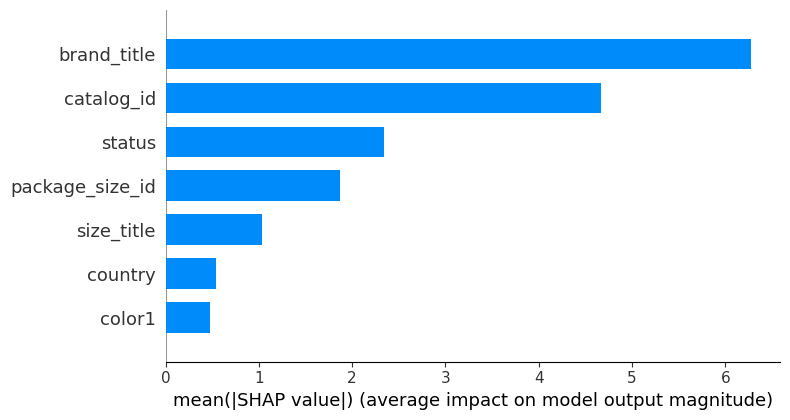 brand_title
catalog_id
status
package_size_id
size_title
country
color1
0 1 2 3 4 5 6
mean(|SHAP value|) (average impact on model output magnitude)